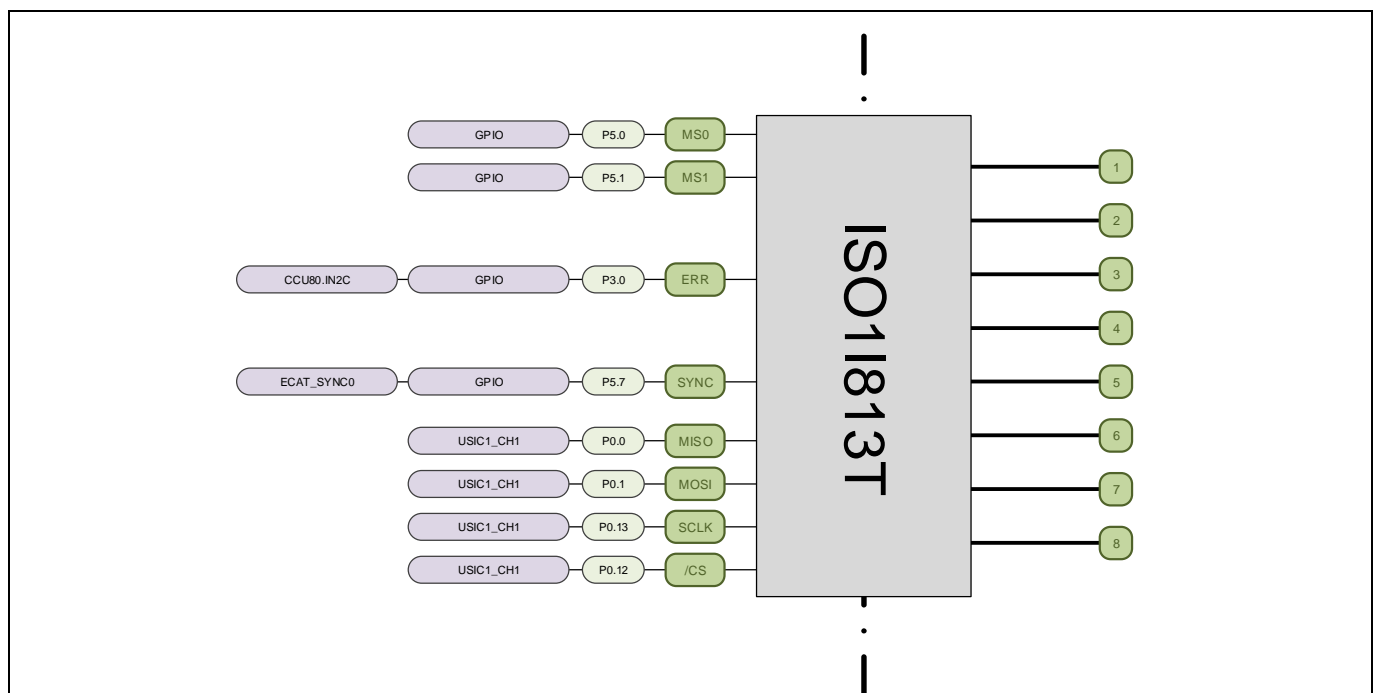 GPIO P5.0 MS0
GPIO P5.1 MS1
CCU80.IN2C GPIO P3.0 ERR
ECAT_SYNC0 GPIO P5.7 SYNC
USIC1_CH1 P0.0 MISO
USIC1_CH1 P0.1 MOSI
USIC1_CH1 P0.13 SCLK
USIC1_CH1 P0.12 /CS
ISO1I813T
1
2
3
4
5
6
7
8